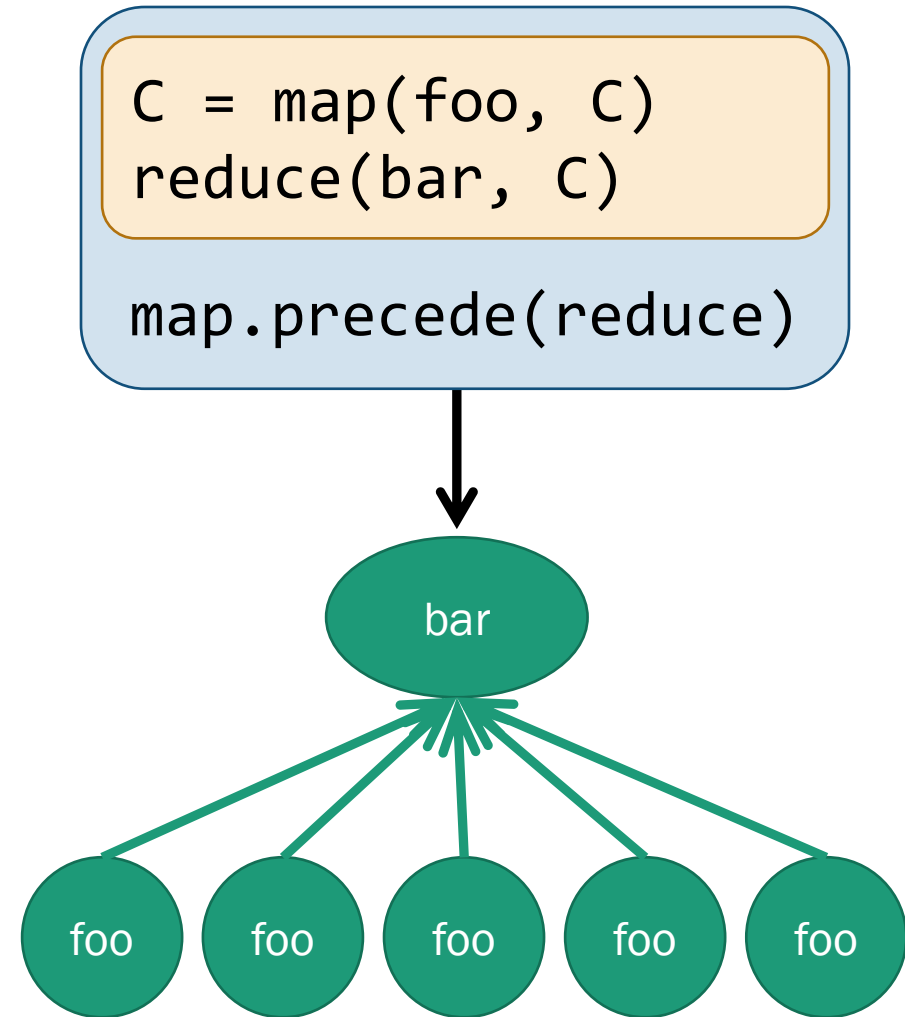 C = map(foo, C)
reduce(bar, C)
map.precede(reduce)
bar
foo foo foo foo foo